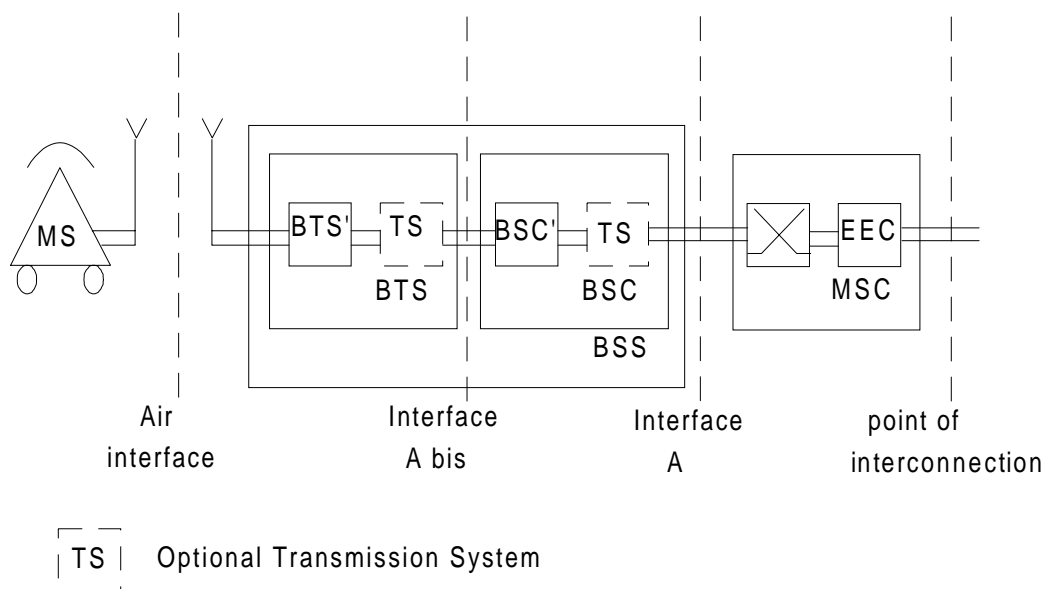 MS
BTS'
TS
BSC'
TS
EEC
BTS
BSC
MSC
BSS
Air
interface
Interface
A bis
Interface
A
point of
interconnection
TS
Optional Transmission System